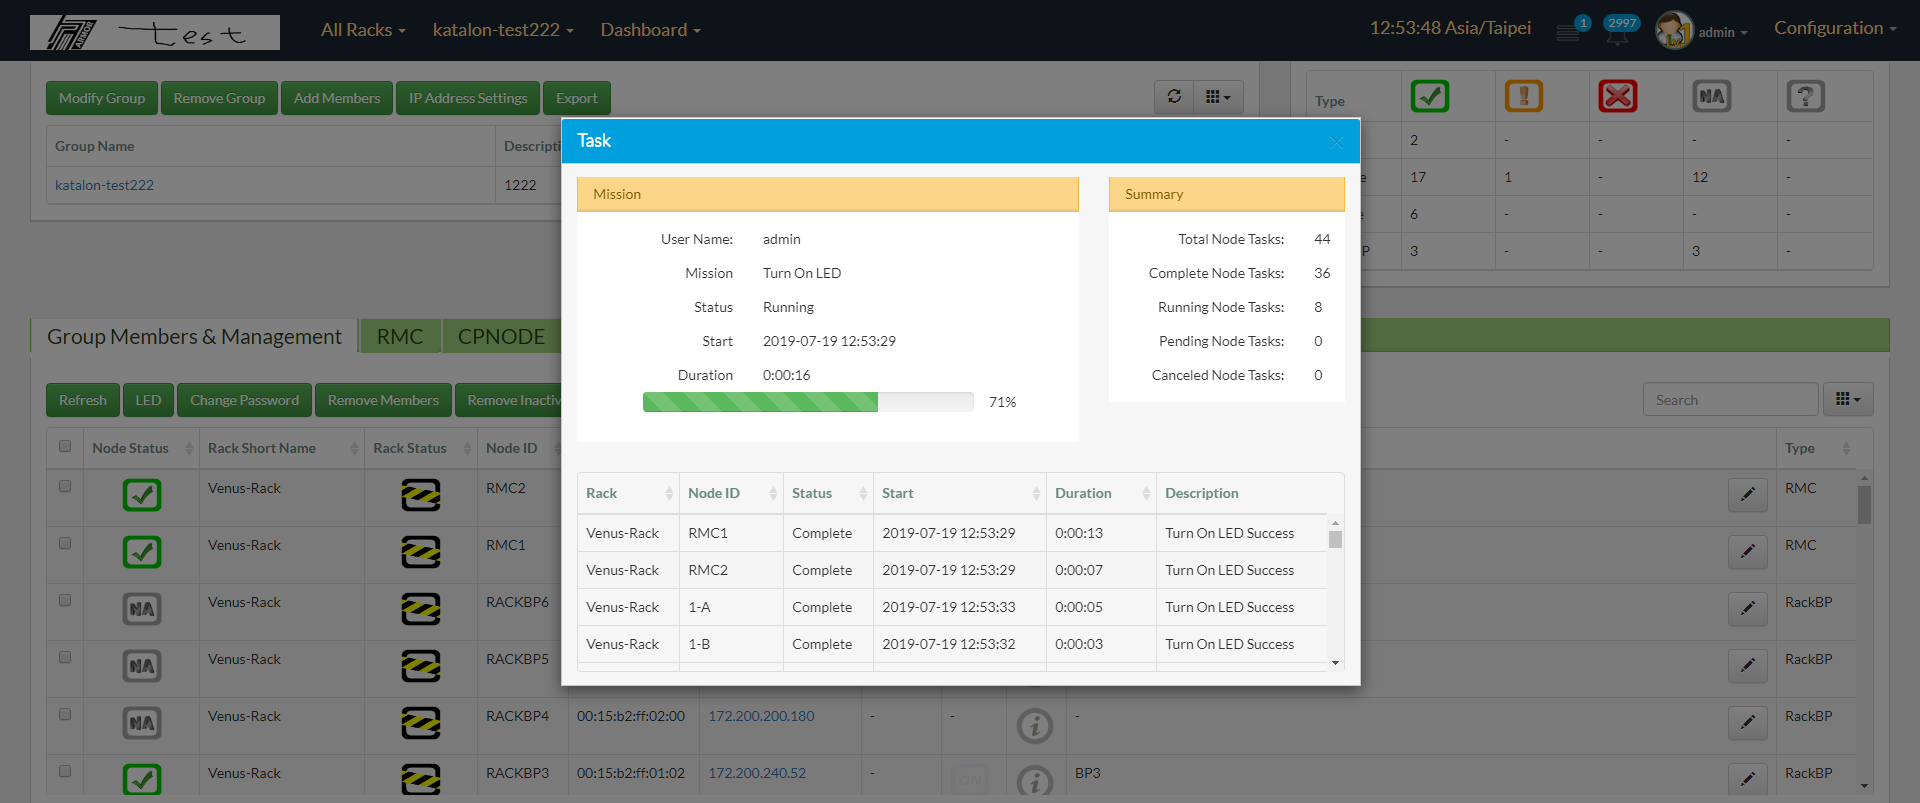 ARMOR test All Racks katalon-test222 Dashboard 12:53:48 Asia/Taipei 1 2997 admin Configuration
Modify Group Remove Group Add Members IP Address Settings Export
Type ! NA ?
Group Name Descripti
katalon-test222 1222
2 - - - -
e 17 1 - 12 -
e 6 - - - -
P 3 - - 3 -
Task
Mission
User Name: admin
Mission Turn On LED
Status Running
Start 2019-07-19 12:53:29
Duration 0:00:16
71%
Summary
Total Node Tasks: 44
Complete Node Tasks: 36
Running Node Tasks: 8
Pending Node Tasks: 0
Canceled Node Tasks: 0
Rack Node ID Status Start Duration Description
Venus-Rack RMC1 Complete 2019-07-19 12:53:29 0:00:13 Turn On LED Success
Venus-Rack RMC2 Complete 2019-07-19 12:53:29 0:00:07 Turn On LED Success
Venus-Rack 1-A Complete 2019-07-19 12:53:33 0:00:05 Turn On LED Success
Venus-Rack 1-B Complete 2019-07-19 12:53:32 0:00:03 Turn On LED Success
Group Members & Management RMC CPNODE
Refresh LED Change Password Remove Members Remove Inactiv Search
Node Status Rack Short Name Rack Status Node ID Type
Venus-Rack RMC2 RMC
Venus-Rack RMC1 RMC
NA Venus-Rack RACKBP6 RackBP
NA Venus-Rack RACKBP5 RackBP
NA Venus-Rack RACKBP4 00:15:b2:ff:02:00 172.200.200.180 - - i - RackBP
Venus-Rack RACKBP3 00:15:b2:ff:01:02 172.200.240.52 - ON i BP3 RackBP